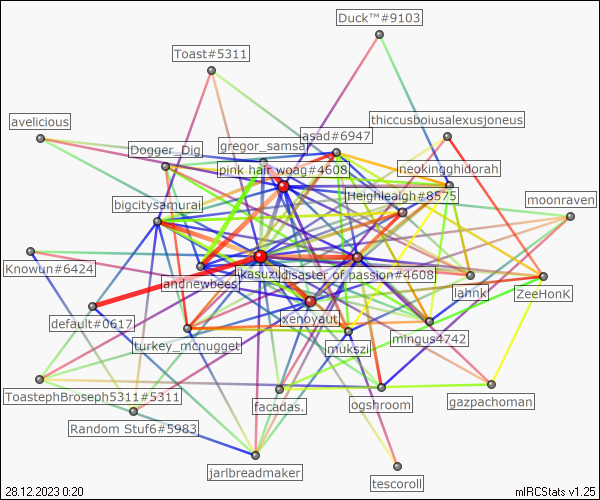 Duck™#9103
Toast#5311
avelicious
thiccusboiusalexusjoneus
asad#6947
gregor_samsa
Dogger_Dig
pink hair woag#4608
neokingghidorah
Heighleaigh#8575
moonraven
bigcitysamurai
Knowun#6424
andnewbees
disaster of passion#4608
lahnk
ZeeHonK
default#0617
xenovaut
turkey_mcnugget
mukszi
mingus4742
ToastephBroseph5311#5311
facadas.
ogshroom
gazpachoman
Random Stuf6#5983
jarlbreadmaker
tescoroll
28.12.2023 0:20
mIRCStats v1.25